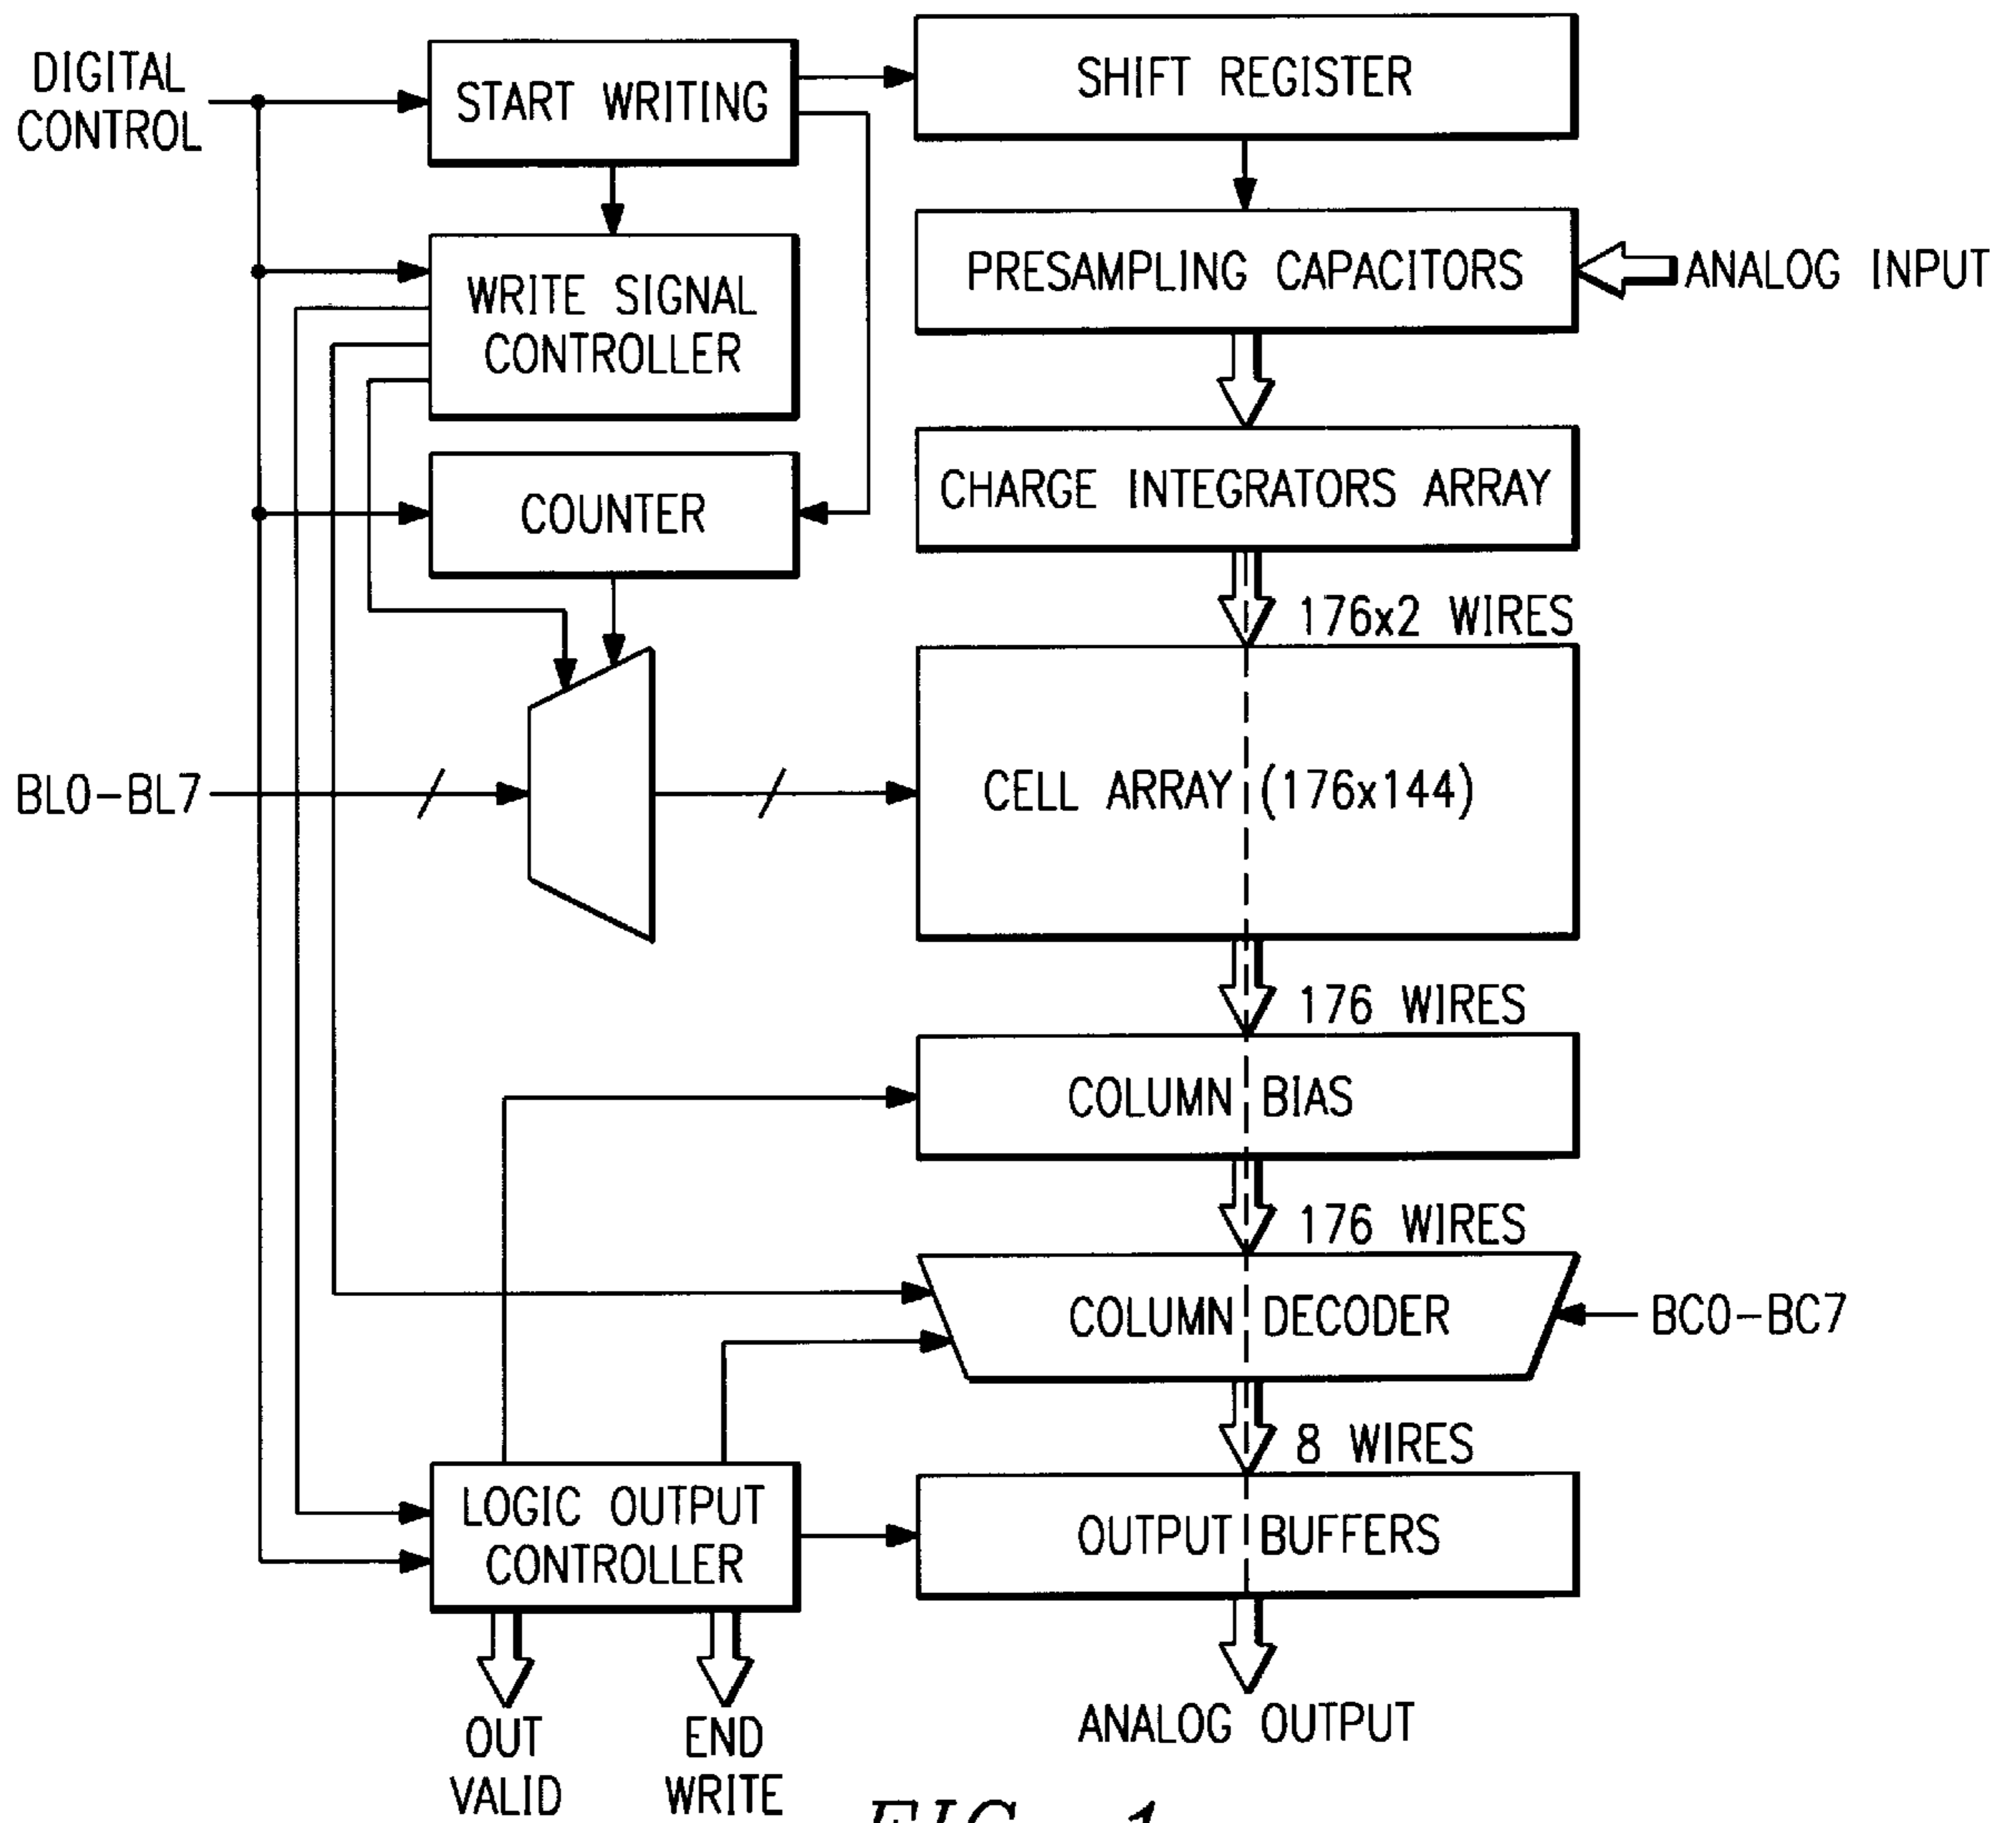 DIGITAL
CONTROL
START WRITING
SHIFT REGISTER
PRESAMPLING CAPACITORS
ANALOG INPUT
WRITE SIGNAL
CONTROLLER
CHARGE INTEGRATORS ARRAY
COUNTER
176x2 WIRES
BL0-BL7
CELL ARRAY (176x144)
176 WIRES
COLUMN BIAS
176 WIRES
COLUMN DECODER
BC0-BC7
8 WIRES
LOGIC OUTPUT
CONTROLLER
OUTPUT BUFFERS
OUT
VALID
END
WRITE
ANALOG OUTPUT
FIG. 1